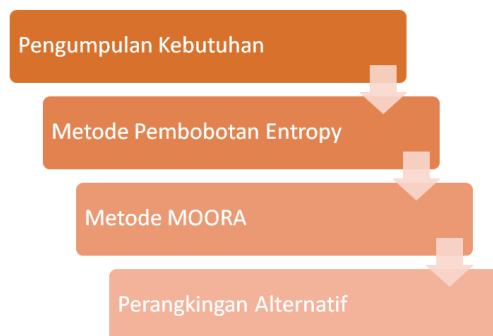 Pengumpulan Kebutuhan
Metode Pembobotan Entropy
Metode MOORA
Perangkingan Alternatif